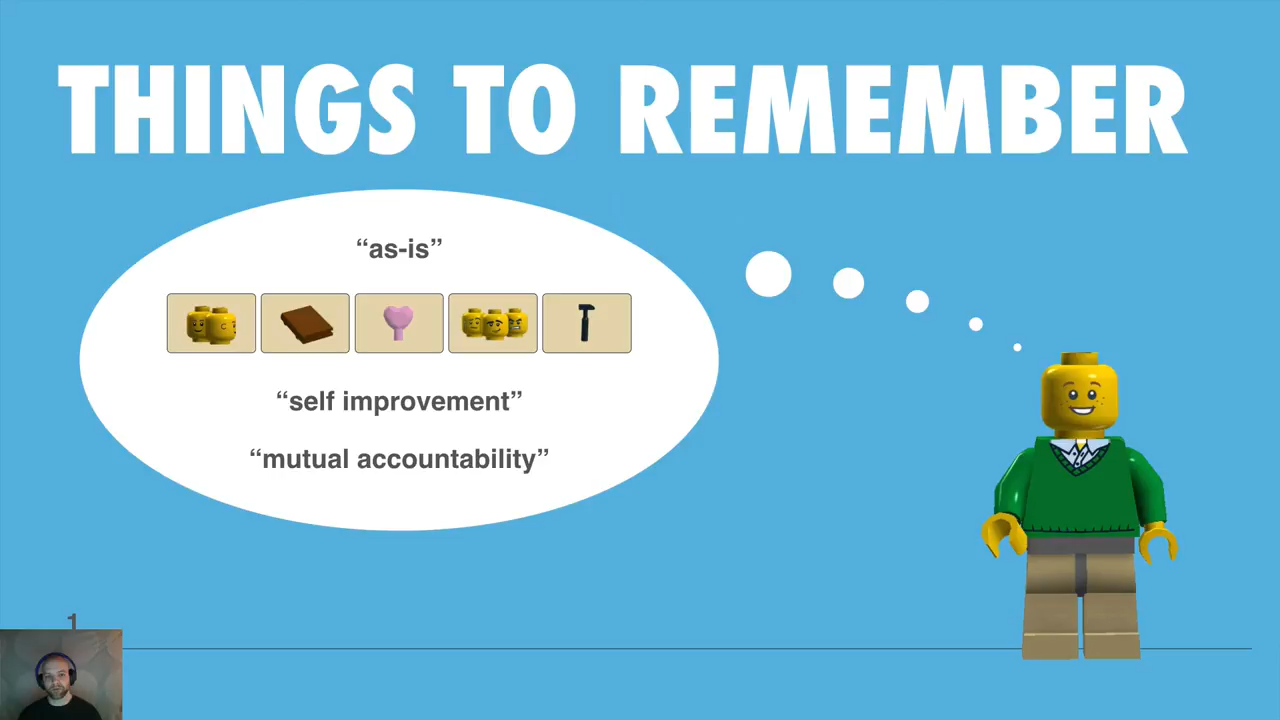 THINGS TO REMEMBER
“as-is”
“self improvement”
“mutual accountability”
1